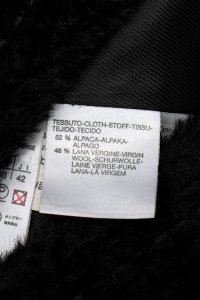 TESSUTO-CLOTH-STOFF-TISSU-
TEJIDO-TECIDO
52 % ALPACA-ALPAKA-
ALPAGO
48 % LANA VERGINE-VIRGIN
WOOL-SCHURWOLLE-
LAINE VIERGE-PURA
LANA-LÃ VIRGEM
42